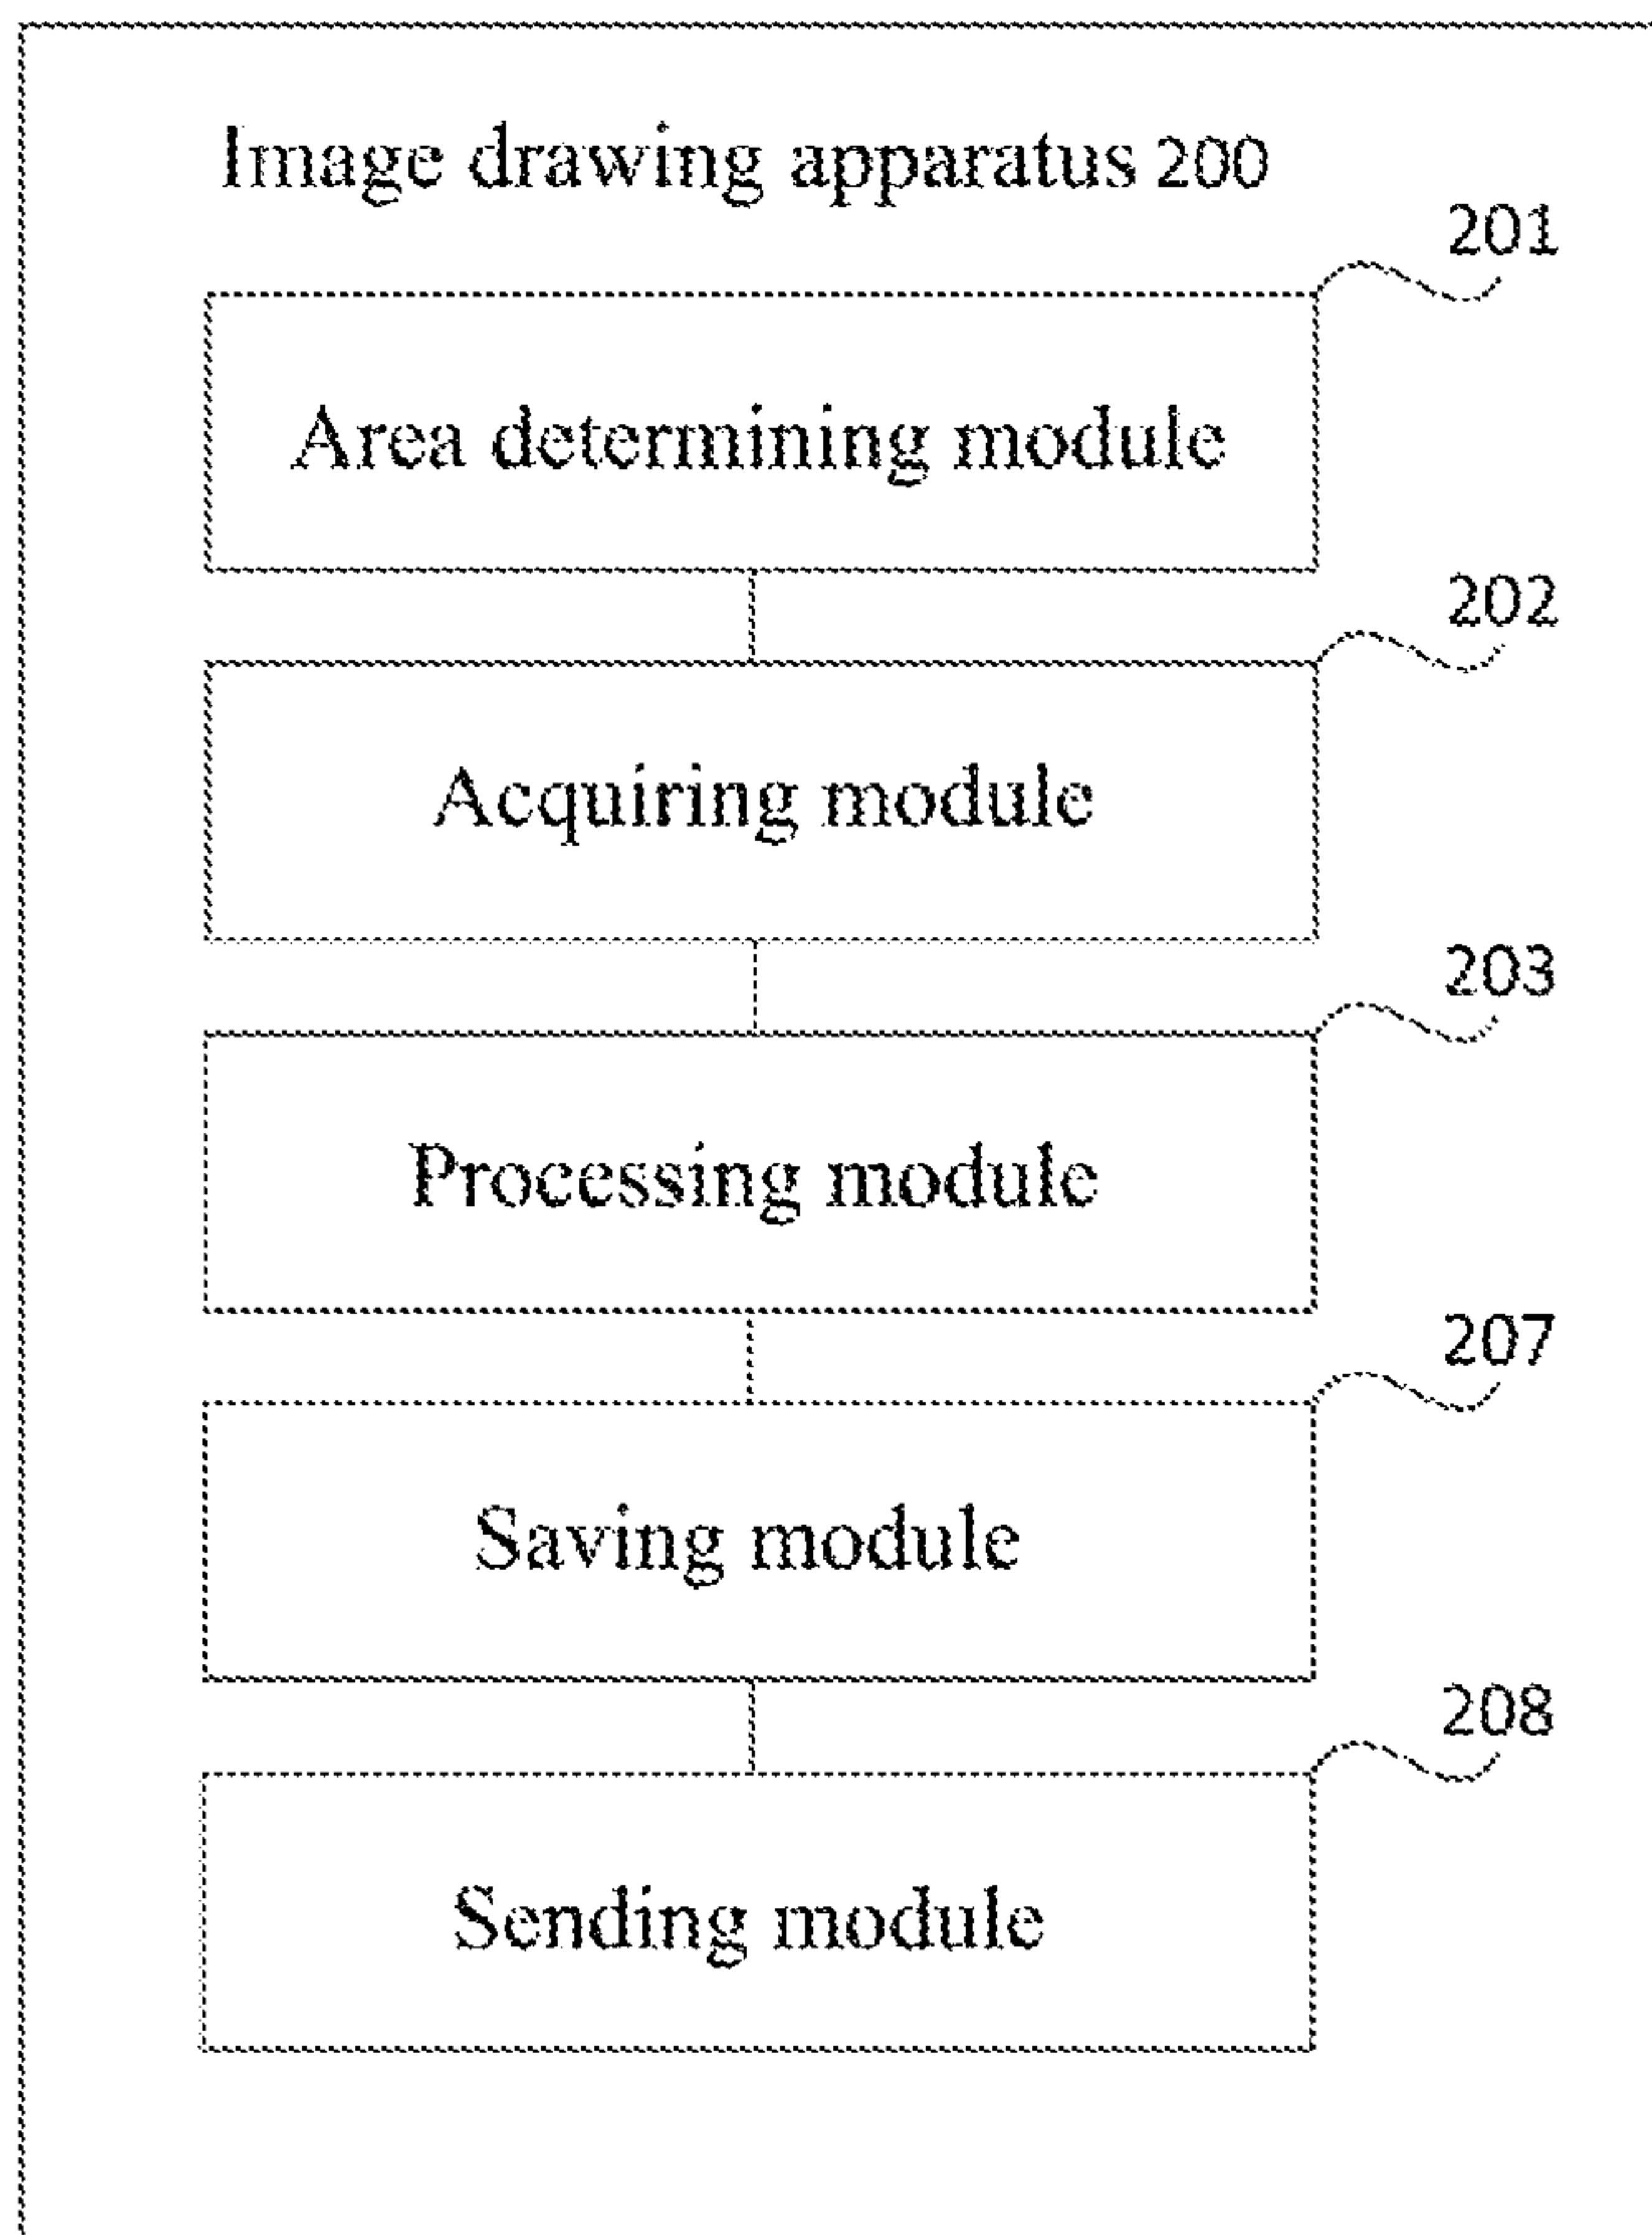 Image drawing apparatus 200
201
Area determining module
202
Acquiring module
203
Processing module
207
Saving module
208
Sending module